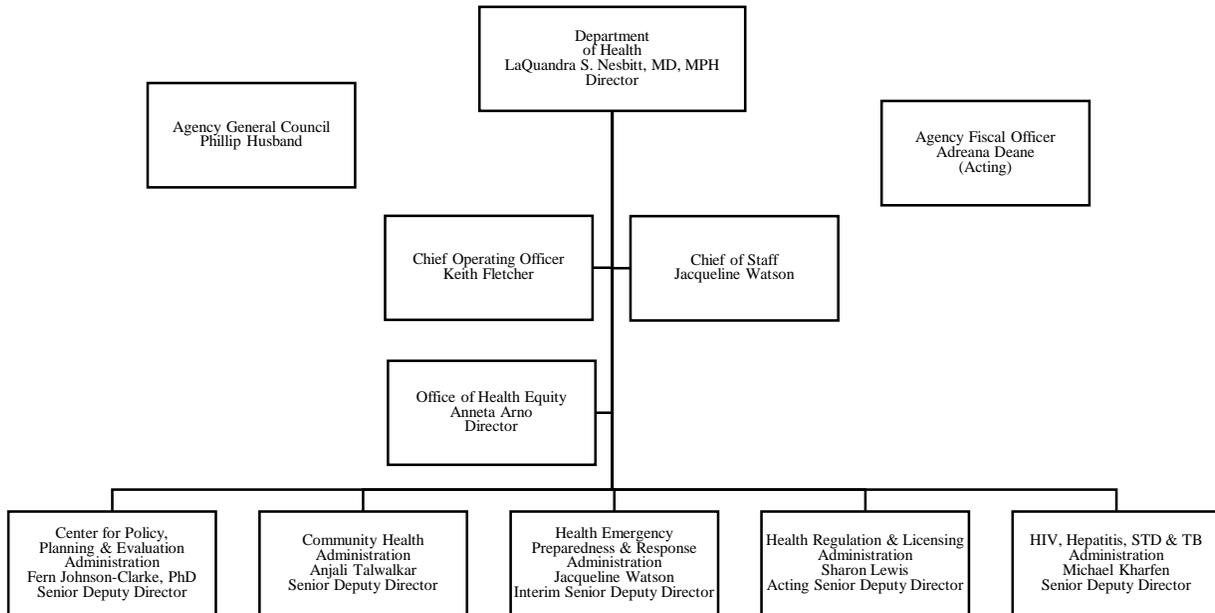 Department
of Health
LaQuandra S. Nesbitt, MD, MPH
Director
Agency General Council
Phillip Husband
Agency Fiscal Officer
Adreana Deane
(Acting)
Chief Operating Officer
Keith Fletcher
Chief of Staff
Jacqueline Watson
Office of Health Equity
Anneta Arno
Director
Center for Policy,
Planning & Evaluation
Administration
Fern Johnson-Clarke, PhD
Senior Deputy Director
Community Health
Administration
Anjali Talwalkar
Senior Deputy Director
Health Emergency
Preparedness & Response
Administration
Jacqueline Watson
Interim Senior Deputy Director
Health Regulation & Licensing
Administration
Sharon Lewis
Acting Senior Deputy Director
HIV, Hepatitis, STD & TB
Administration
Michael Kharfen
Senior Deputy Director